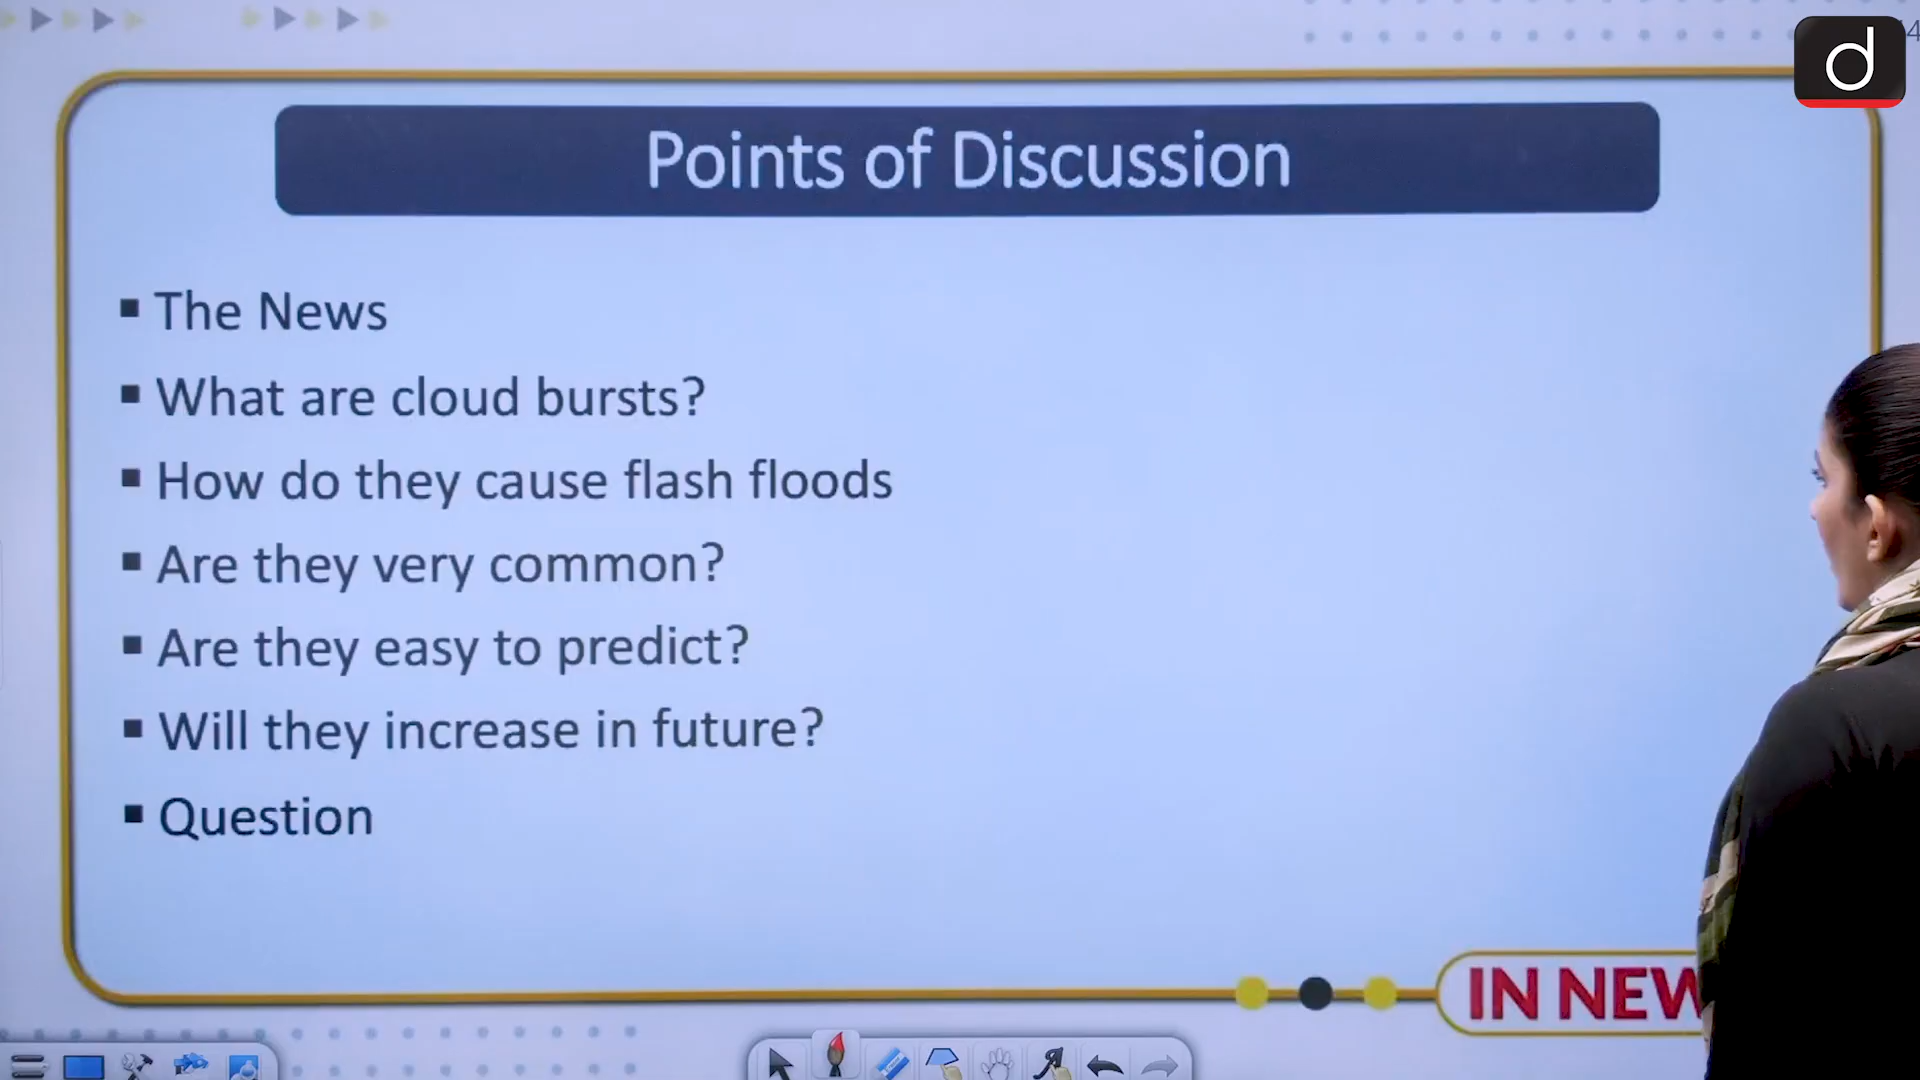 d
Points of Discussion
▪ The News
▪ What are cloud bursts?
▪ How do they cause flash floods
▪ Are they very common?
▪ Are they easy to predict?
▪ Will they increase in future?
▪ Question
IN NEW